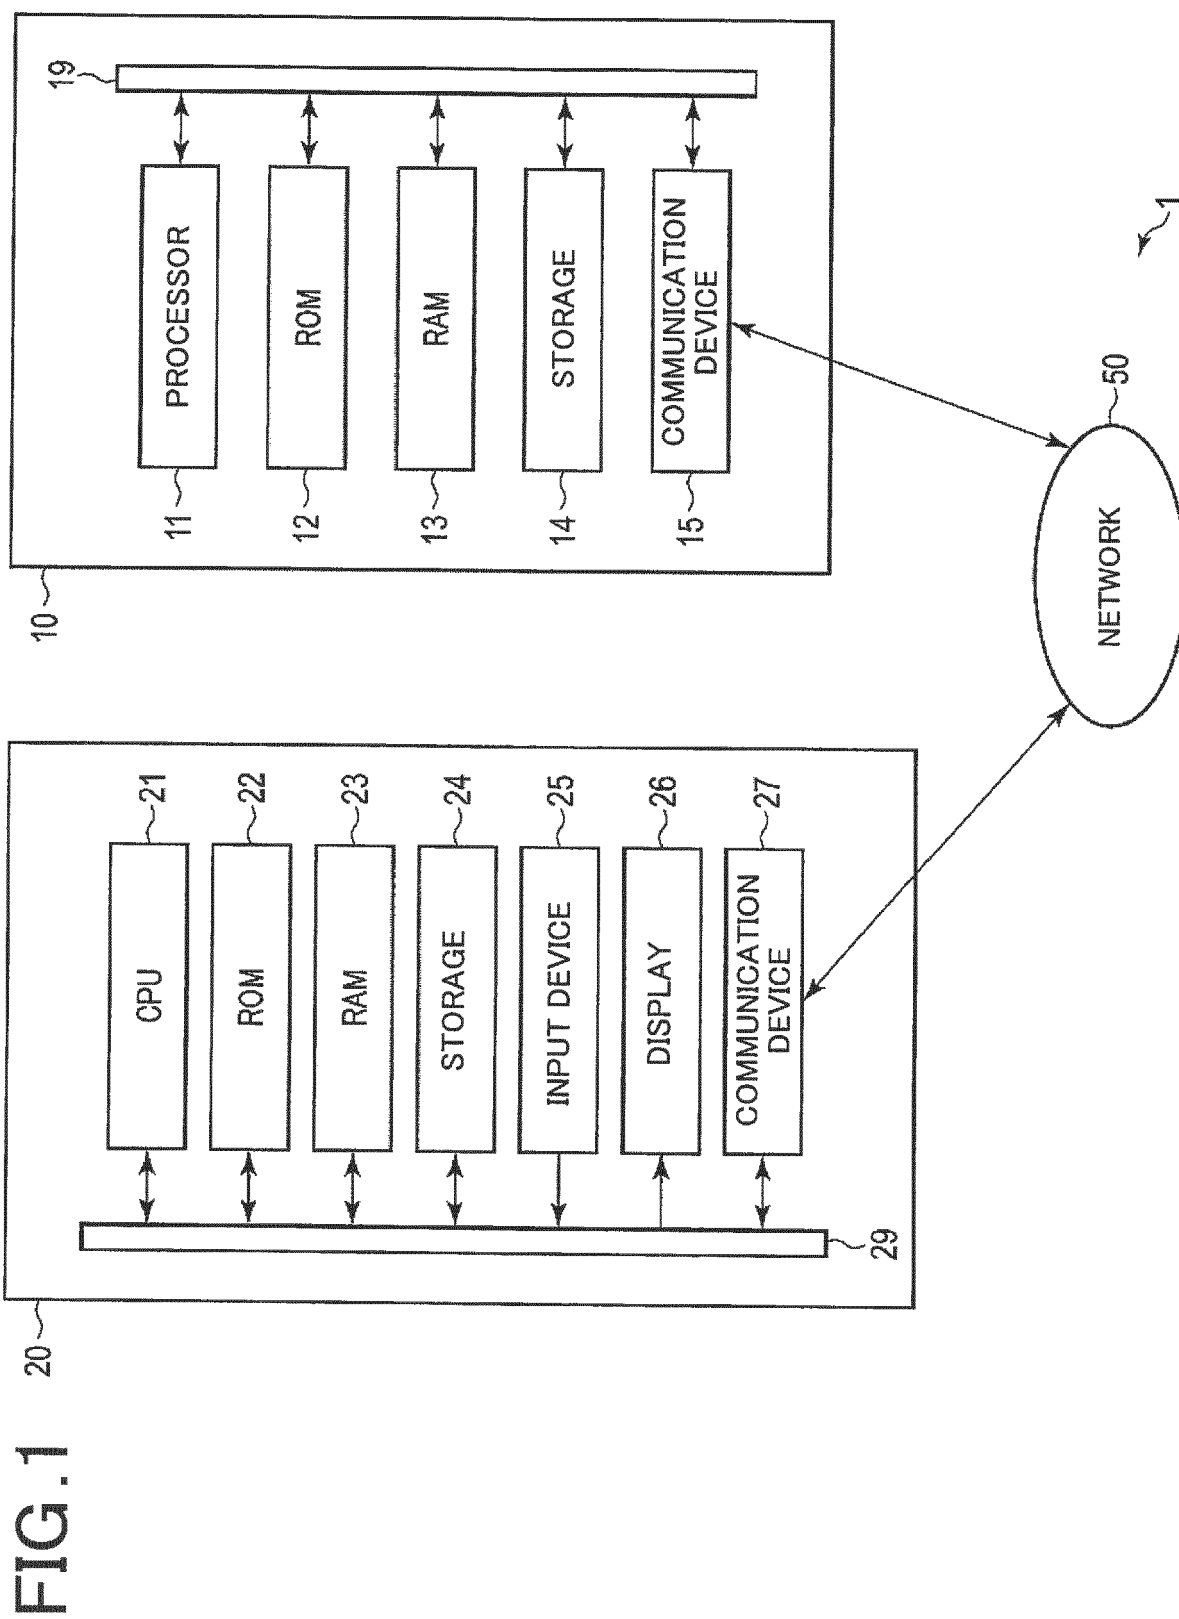 FIG.1
20
CPU
21
ROM
22
RAM
23
STORAGE
24
INPUT DEVICE
25
DISPLAY
26
COMMUNICATION
DEVICE
27
29
10
19
11
PROCESSOR
12
ROM
13
RAM
14
STORAGE
15
COMMUNICATION
DEVICE
NETWORK
50
1